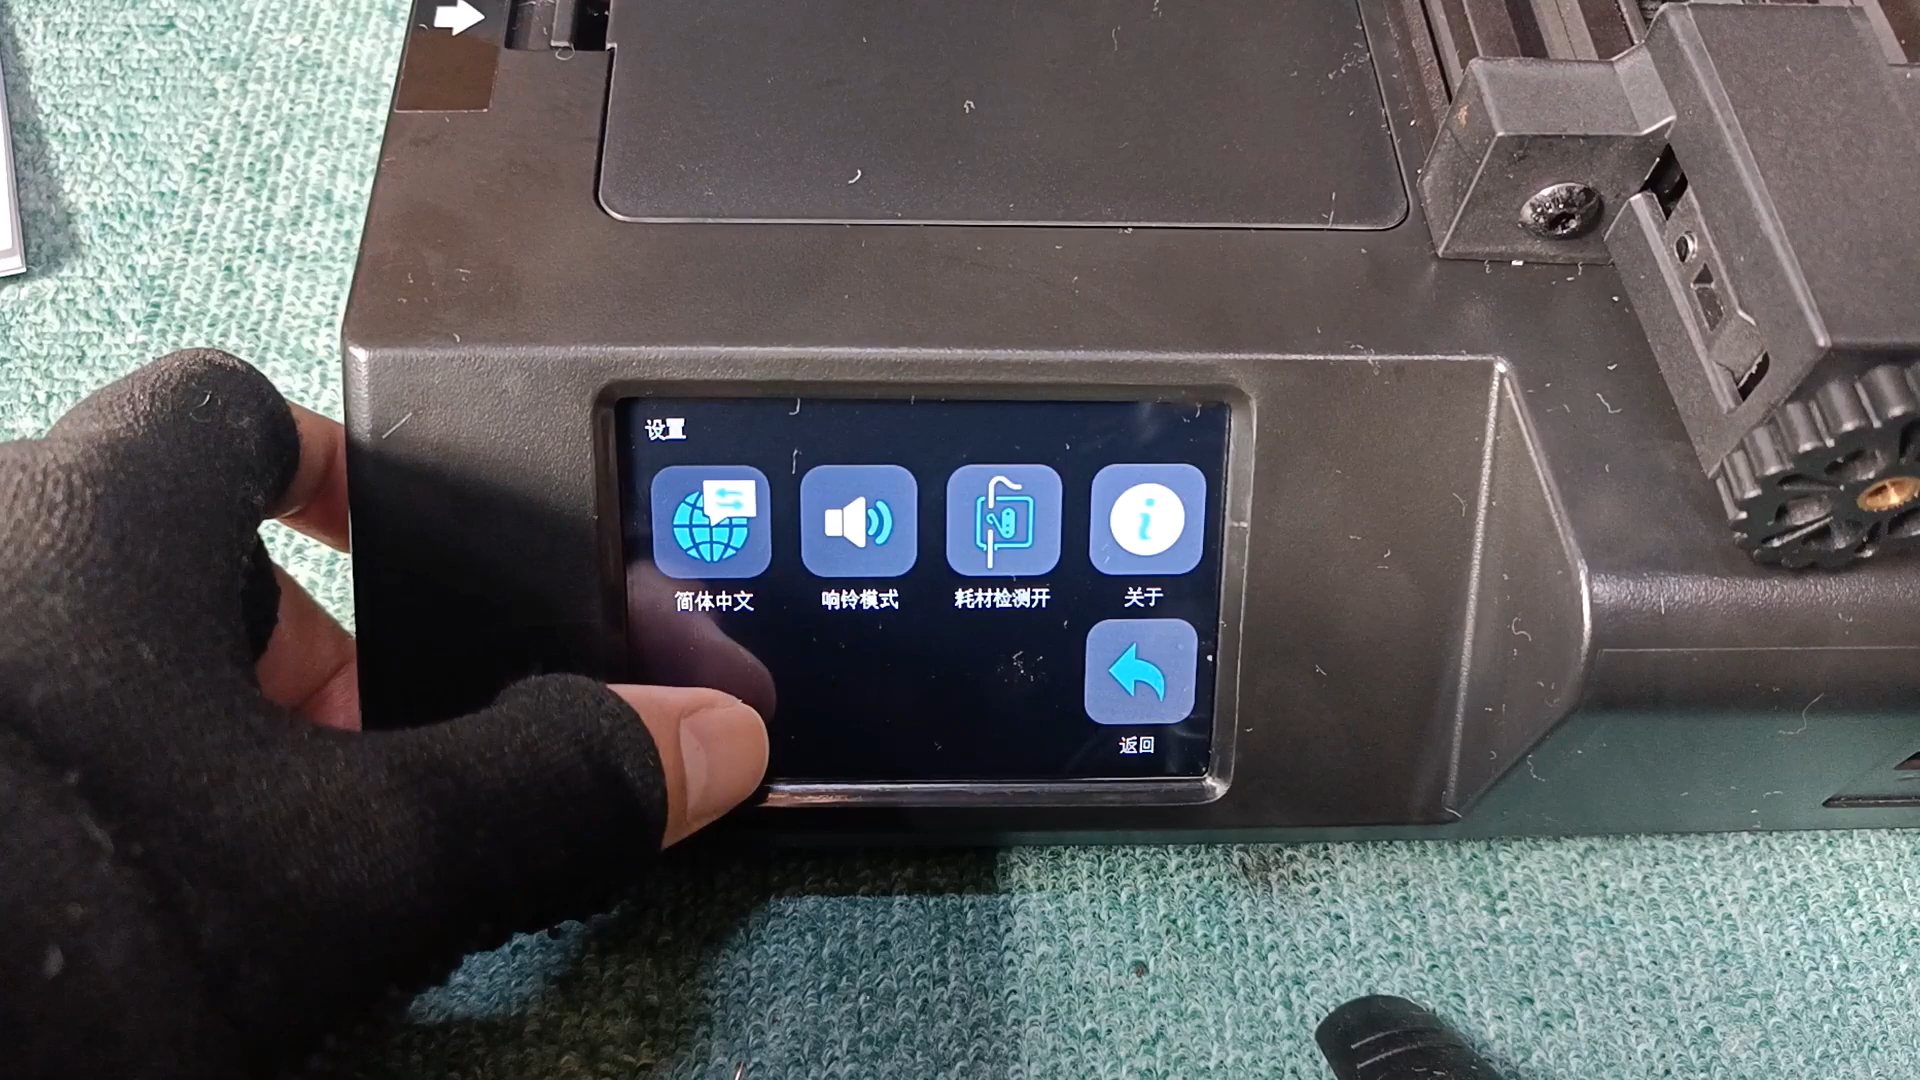 设置
简体中文
响铃模式
耗材检测开
关于
返回